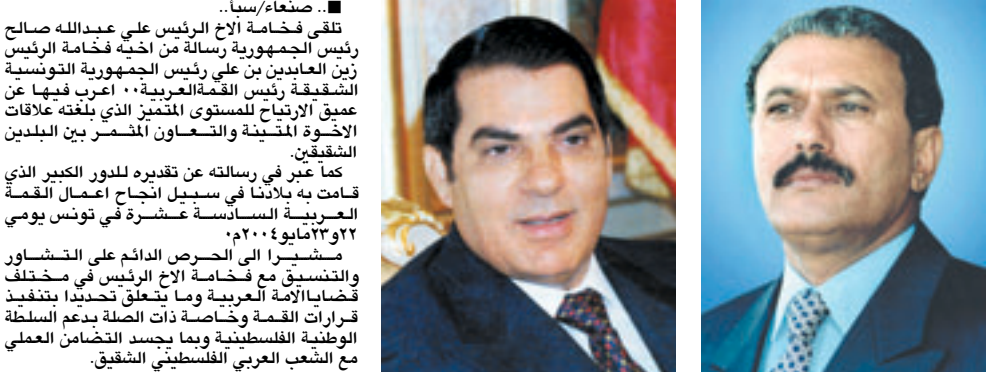 ■.. صنعاء/سبأ..
تلقى فخامة الاخ الرئيس علي عبدالله صالح
رئيس الجمهورية رسالة من اخيه فخامة الرئيس
زين العابدين بن علي رئيس الجمهورية التونسية
الشقيقة رئيس القمةالعربية٠٠ اعرب فيها عن
عميق الارتياح للمستوى المتميز الذي بلغته علاقات
الاخوة المتينة والتعاون المثمر بين البلدين
الشقيقين.
كما عبر في رسالته عن تقديره للدور الكبير الذي
قامت به بلادنا في سبيل انجاح اعمال القمة
العربية السادسة عشرة في تونس يومي
٢٢و٢٣مايو٢٠٠٤م٠
مشيرا الى الحرص الدائم على التشاور
والتنسيق مع فخامة الاخ الرئيس في مختلف
قضاياالامة العربية وما يتعلق تحديدا بتنفيذ
قرارات القمة وخاصة ذات الصلة بدعم السلطة
الوطنية الفلسطينية وبما يجسد التضامن العملي
مع الشعب العربي الفلسطيني الشقيق.